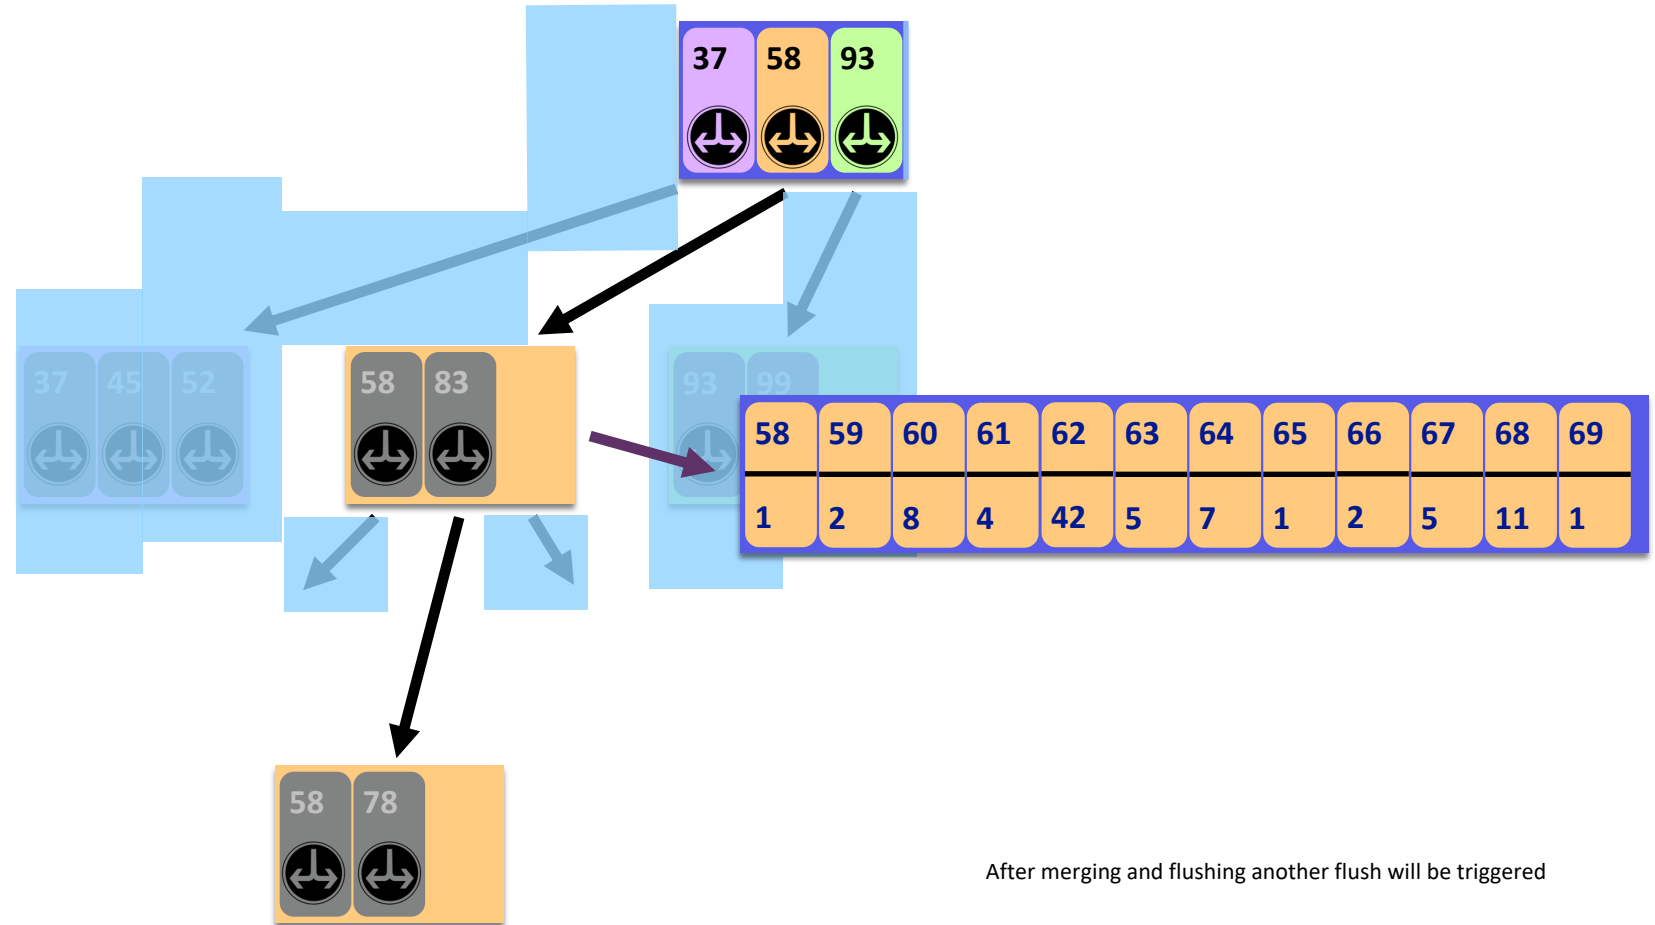 37 58 93
37 45 52
58 83
93 99
58 59 60 61 62 63 64 65 66 67 68 69
1 2 8 4 42 5 7 1 2 5 11 1
58 78
After merging and flushing another flush will be triggered